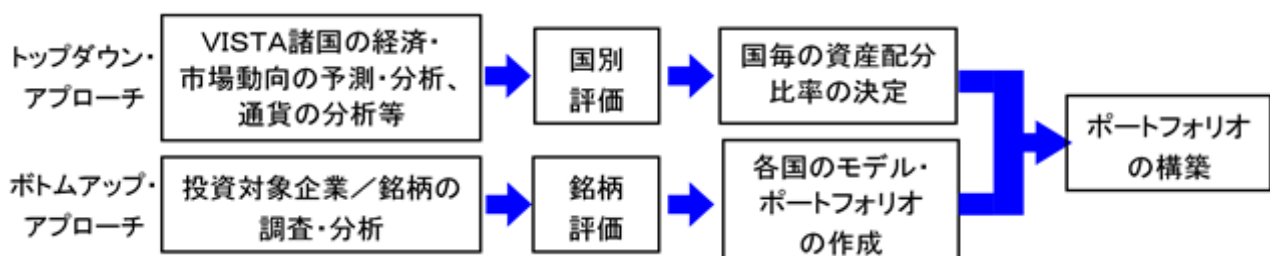 トップダウン・
アプローチ
VISTA諸国の経済・
市場動向の予測・分析、
通貨の分析等
国別
評価
国毎の資産配分
比率の決定
ボトムアップ・
アプローチ
投資対象企業／銘柄の
調査・分析
銘柄
評価
各国のモデル・
ポートフォリオ
の作成
ポートフォリオ
の構築